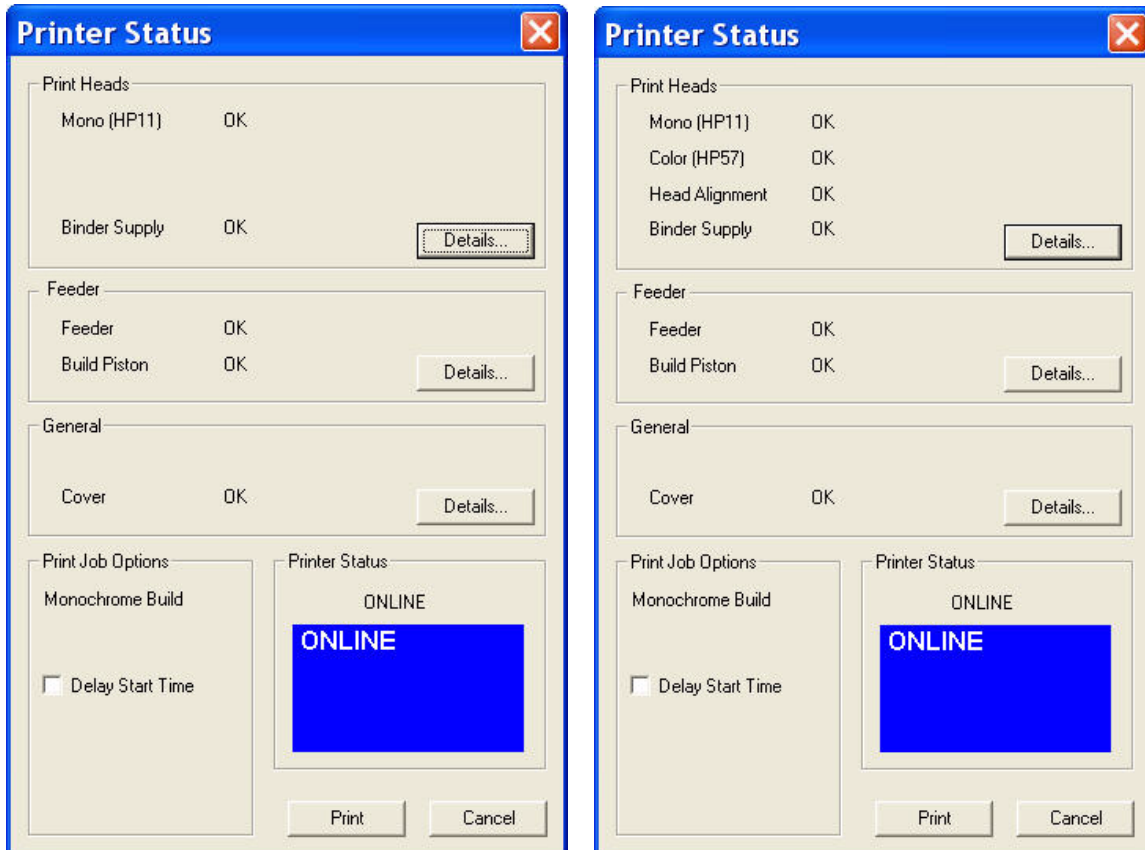 Printer Status
Print Heads
Mono (HP11) OK
Binder Supply OK
Details...
Feeder
Feeder OK
Build Piston OK
Details...
General
Cover OK
Details...
Print Job Options
Monochrome Build
Delay Start Time
Printer Status
ONLINE
ONLINE
Print Cancel
Printer Status
Print Heads
Mono (HP11) OK
Color (HP57) OK
Head Alignment OK
Binder Supply OK
Details...
Feeder
Feeder OK
Build Piston OK
Details...
General
Cover OK
Details...
Print Job Options
Monochrome Build
Delay Start Time
Printer Status
ONLINE
ONLINE
Print Cancel